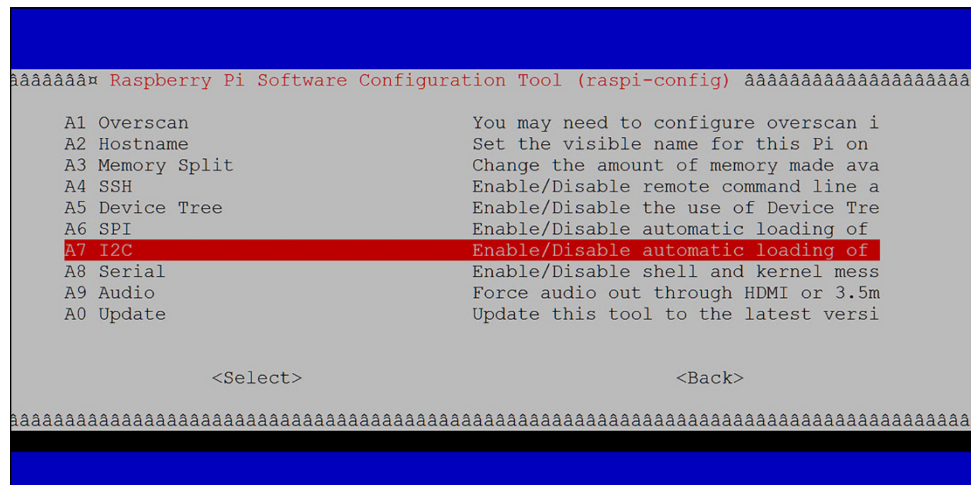 âââââââ¤ Raspberry Pi Software Configuration Tool (raspi-config) ââââââââââââââââââââ
A1 Overscan You may need to configure overscan i
A2 Hostname Set the visible name for this Pi on
A3 Memory Split Change the amount of memory made ava
A4 SSH Enable/Disable remote command line a
A5 Device Tree Enable/Disable the use of Device Tre
A6 SPI Enable/Disable automatic loading of
A7 I2C Enable/Disable automatic loading of
A8 Serial Enable/Disable shell and kernel mess
A9 Audio Force audio out through HDMI or 3.5m
A0 Update Update this tool to the latest versi
<Select> <Back>
ââââââââââââââââââââââââââââââââââââââââââââââââââââââââââââââââââââââââââââââââââââ